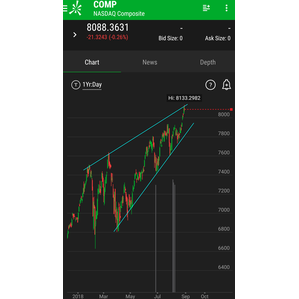 COMP
NASDAQ Composite
8088.3631
-21.3243 (-0.26%)
-
Bid Size: 0
-
Ask Size: 0
Chart News Depth
T 1Yr:Day ?
Hi: 8133.2982
8000
7800
7600
7400
7200
7000
6800
6600
6400
2018 Mar May Jul Sep Oct